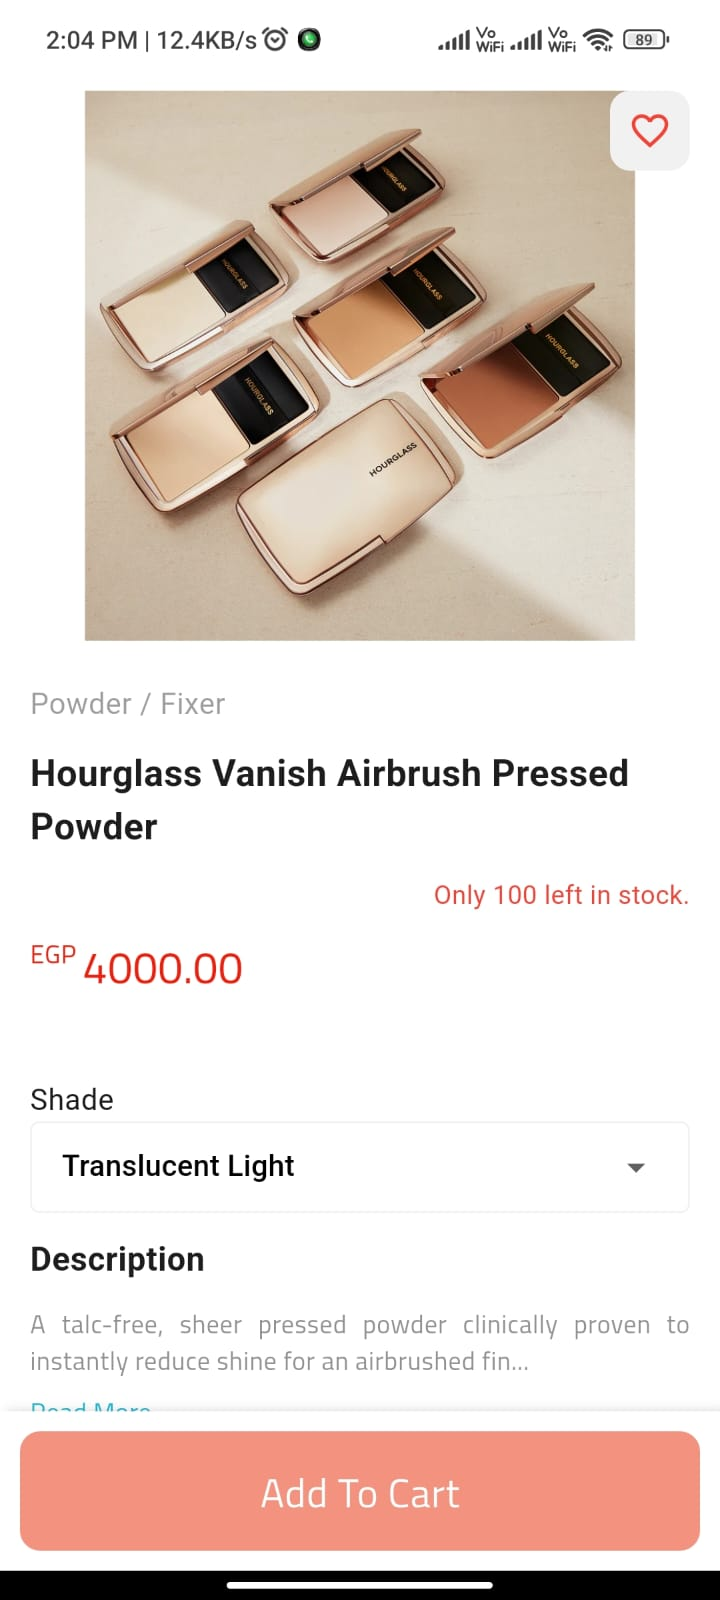 2:04 PM | 12.4KB/s
Vo WiFi Vo WiFi 89
HOURGLASS
HOURGLASS
HOURGLASS
HOURGLASS
HOURGLASS
HOURGLASS
Powder / Fixer
Hourglass Vanish Airbrush Pressed
Powder
Only 100 left in stock.
EGP 4000.00
Shade
Translucent Light
Description
A talc-free, sheer pressed powder clinically proven to
instantly reduce shine for an airbrushed fin...
Read More
Add To Cart